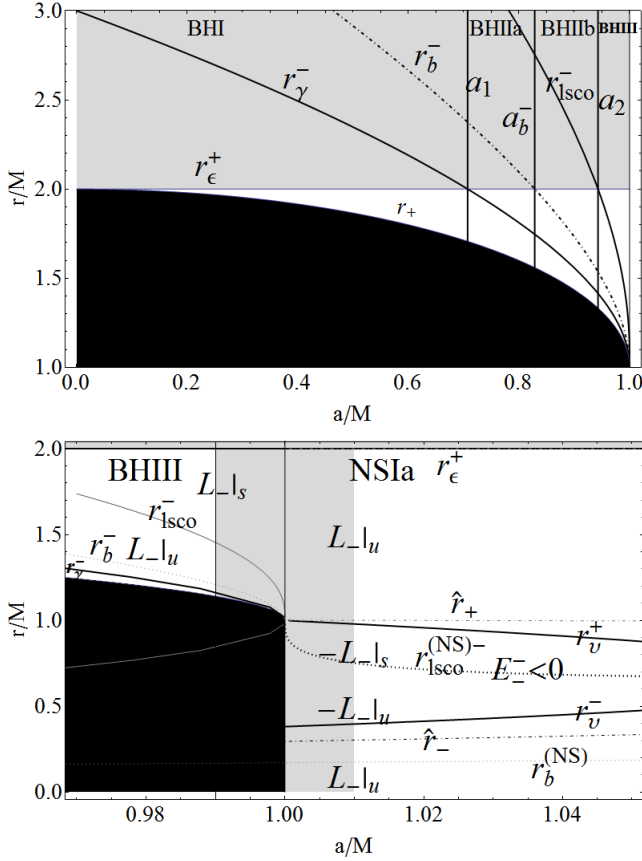 3.0
BHI
BHIIa
BHIIb
BHIII
r_γ^-
r_b^-
r_lsco^-
a_1
a_b^-
a_2
2.5
r/M
r_ϵ^+
2.0
r_+
1.5
1.0
0.0 0.2 0.4 0.6 0.8 1.0
a/M
2.0
BHIII
NSIa
r_ϵ^+
L_-|_s
r_lsco^-
1.5
r_b^-
L_-|_u
L_-|_u
r_γ^-
r/M
1.0
r̂_+
r_υ^+
-L_-|_s
r_lsco^(NS)-
E_-^-<0
0.5
-L_-|_u
r_υ^-
r̂_-
L_-|_u
r_b^(NS)
0.0
0.98 1.00 1.02 1.04
a/M